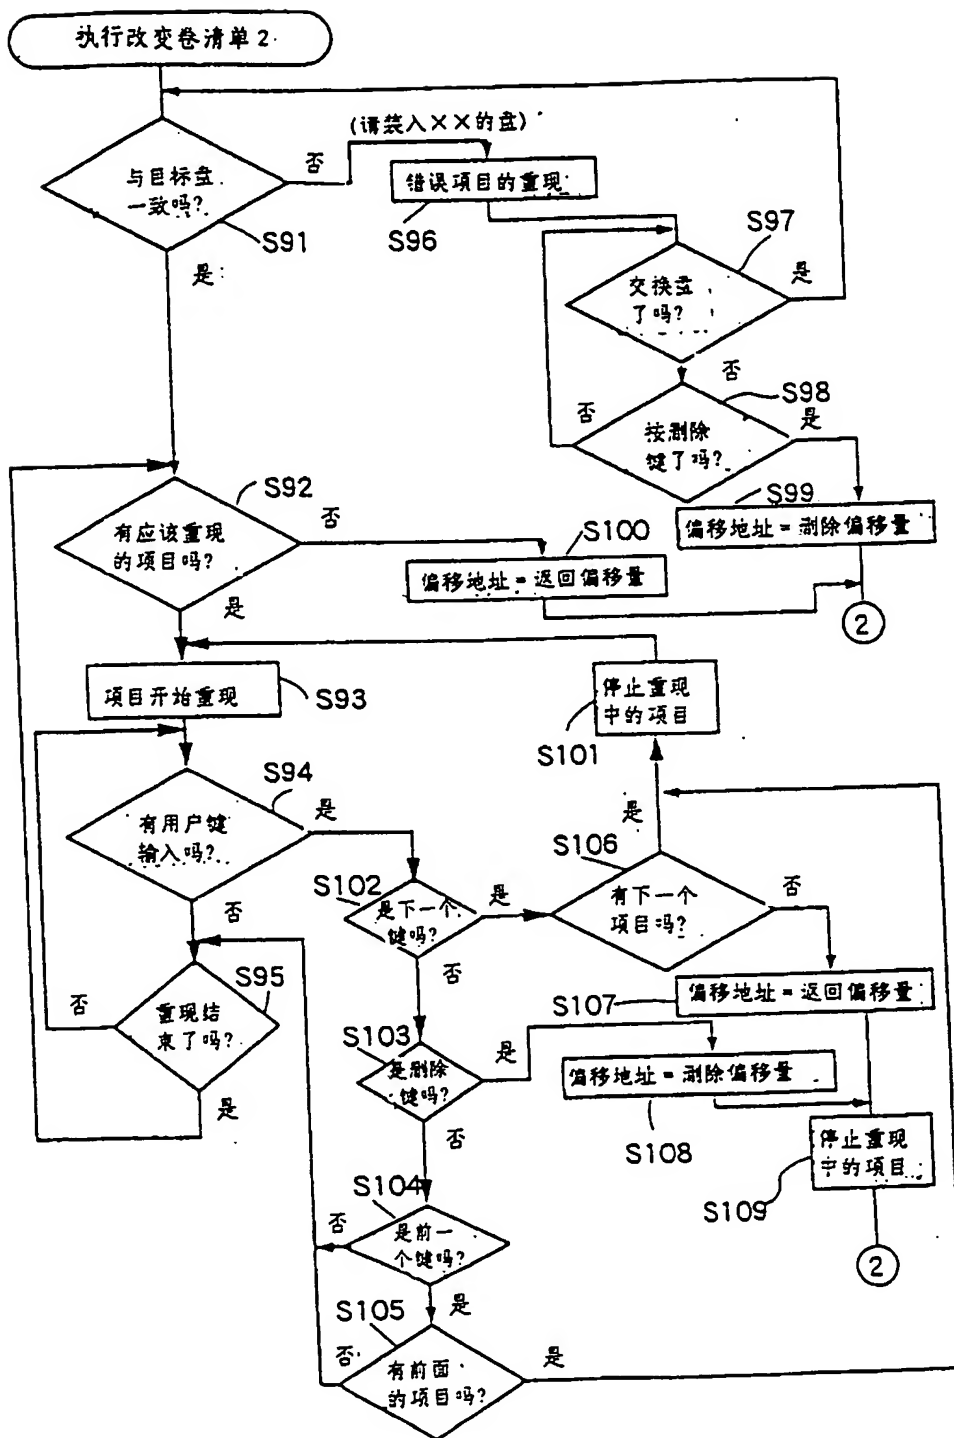 执行改变卷清单2
(请装入××的盘)
与目标盘
一致吗?
否
错误项目的重现
S91
S96
S97
是
交换盘
了吗?
是
否
S98
否
按删除
键了吗?
是
S92
S99
有应该重现
的项目吗?
否
S100
偏移地址=删除偏移量
偏移地址=返回偏移量
是
2
项目开始重现
S93
停止重现
中的项目
S101
S94
有用户键
输入吗?
是
是
S106
S102
是下一个
键吗?
是
有下一个
项目吗?
否
否
否
S95
否
重现结
束了吗?
S107
偏移地址=返回偏移量
S103
是删除
键吗?
是
偏移地址=删除偏移量
是
否
S108
停止重现
中的项目
S109
S104
否
是前一
个键吗?
2
是
S105
否
有前面
的项目吗?
是